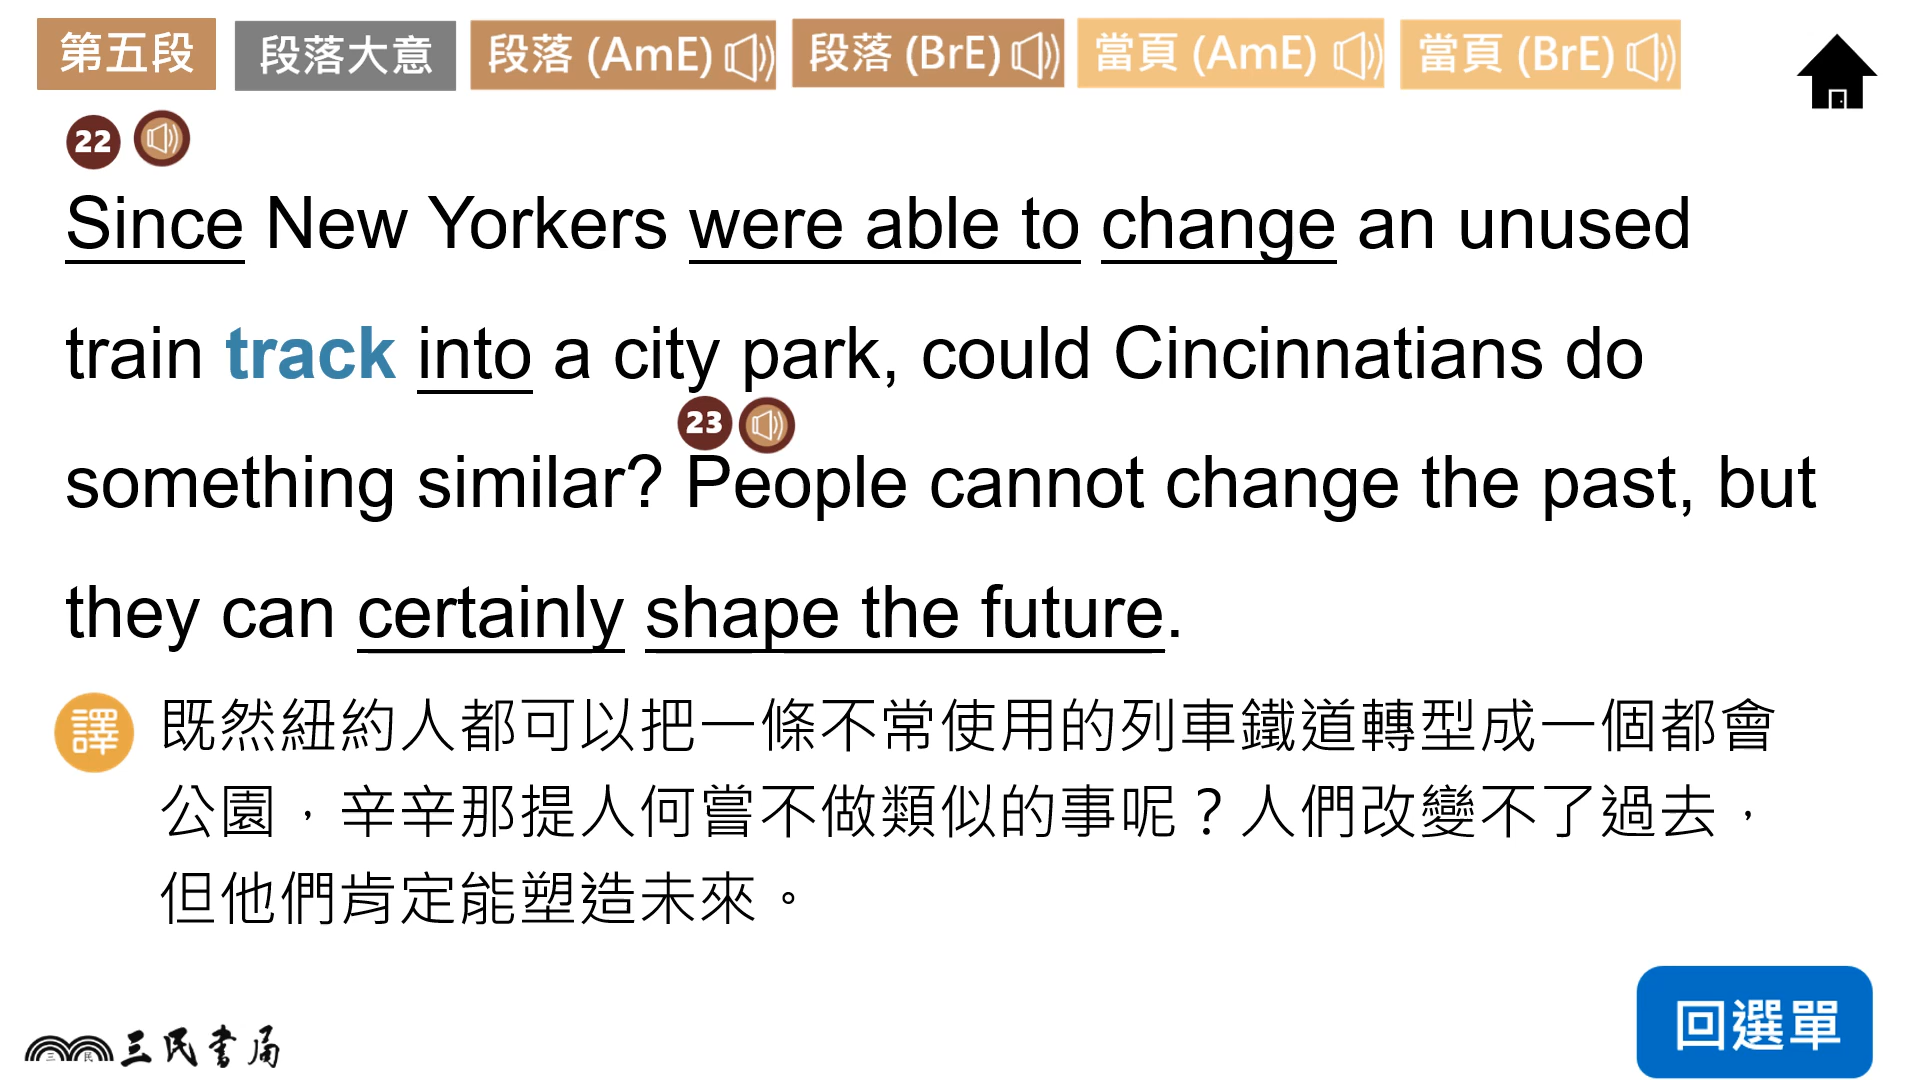 第五段 段落大意 段落 (AmE) 段落 (BrE) 當頁 (AmE) 當頁 (BrE)
22
Since New Yorkers were able to change an unused
train track into a city park, could Cincinnatians do
23
something similar? People cannot change the past, but
they can certainly shape the future.
譯 既然紐約人都可以把一條不常使用的列車鐵道轉型成一個都會
公園，辛辛那提人何嘗不做類似的事呢？人們改變不了過去，
但他們肯定能塑造未來。
回選單
三民 三民書局